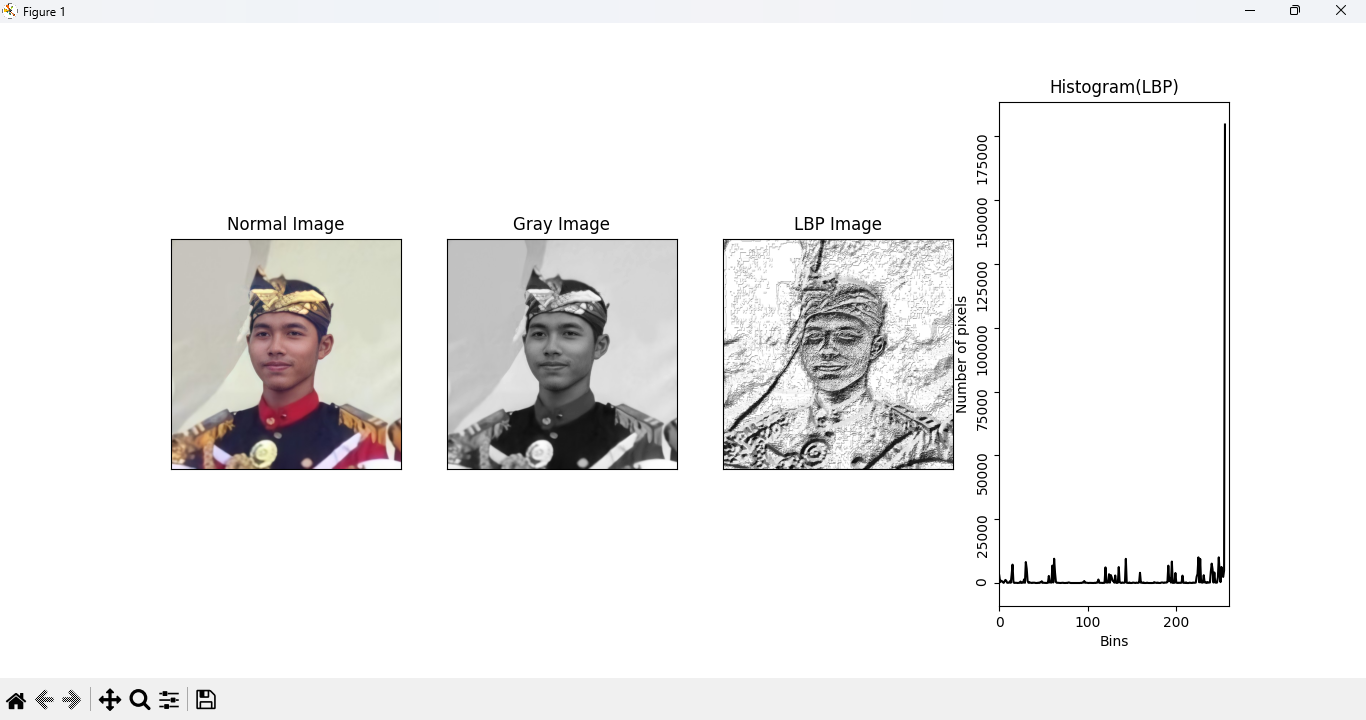 Figure 1
Histogram(LBP)
Normal Image
Gray Image
LBP Image
Number of pixels
175000
150000
125000
100000
75000
50000
25000
0
0 100 200
Bins